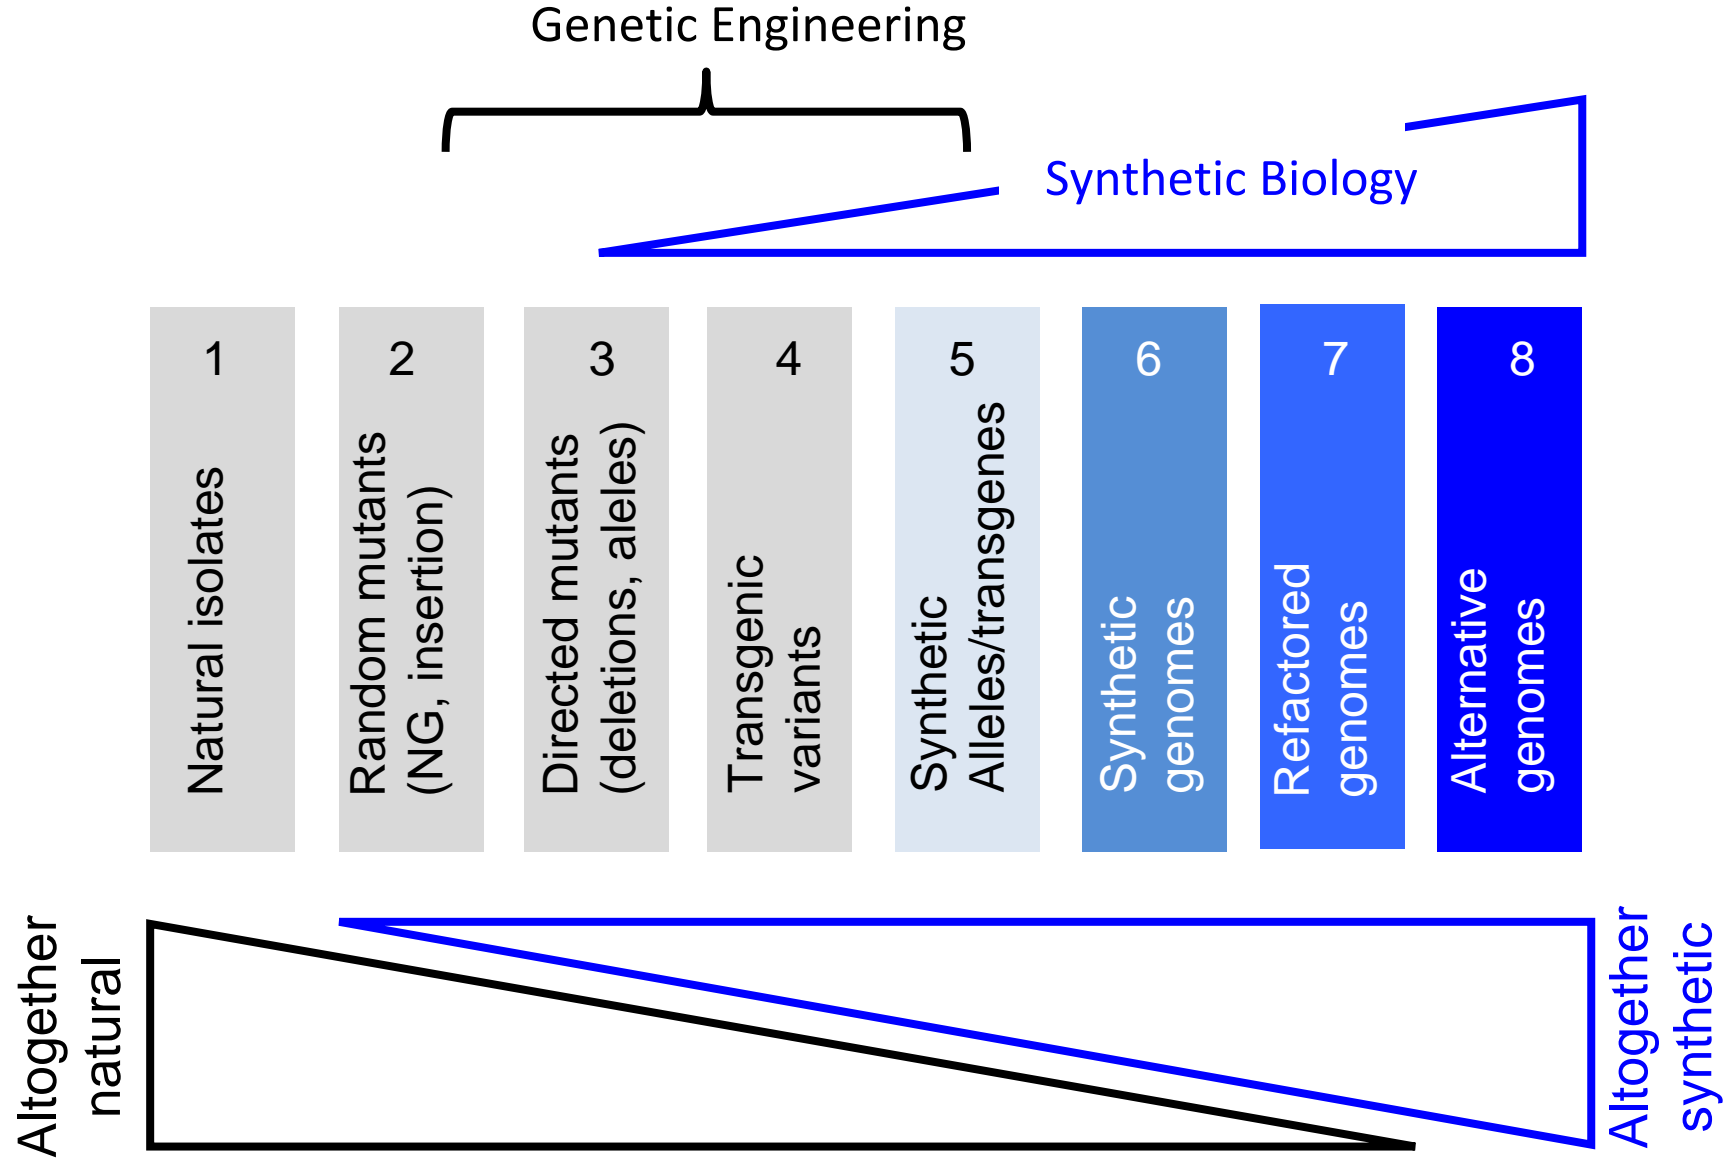 Genetic Engineering
Synthetic Biology
1
Natural isolates
2
Random mutants
(NG, insertion)
3
Directed mutants
(deletions, aleles)
4
Transgenic
variants
5
Synthetic
Alleles/transgenes
6
Synthetic
genomes
7
Refactored
genomes
8
Alternative
genomes
Altogether
natural
Altogether
synthetic